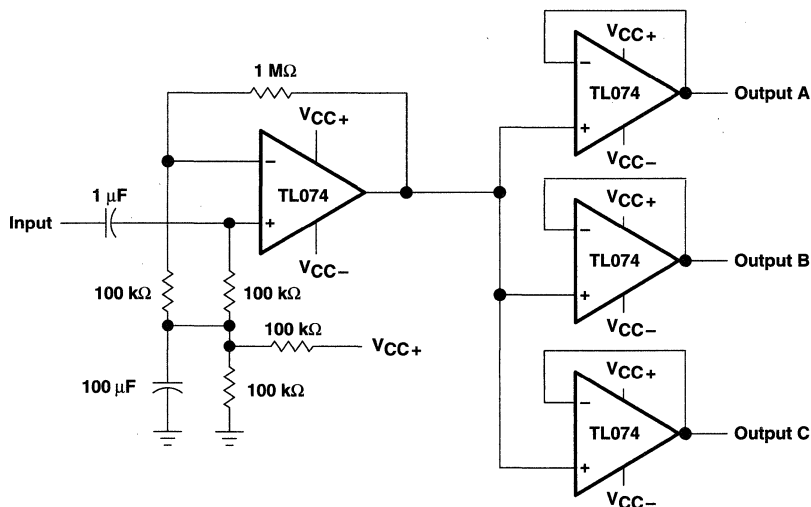 1 MΩ
VCC+
TL074
VCC−
−
+
1 μF
Input
100 kΩ
100 kΩ
100 kΩ
VCC+
100 μF
100 kΩ
VCC+
−
TL074
+
VCC−
Output A
VCC+
−
TL074
+
VCC−
Output B
VCC+
−
TL074
+
VCC−
Output C